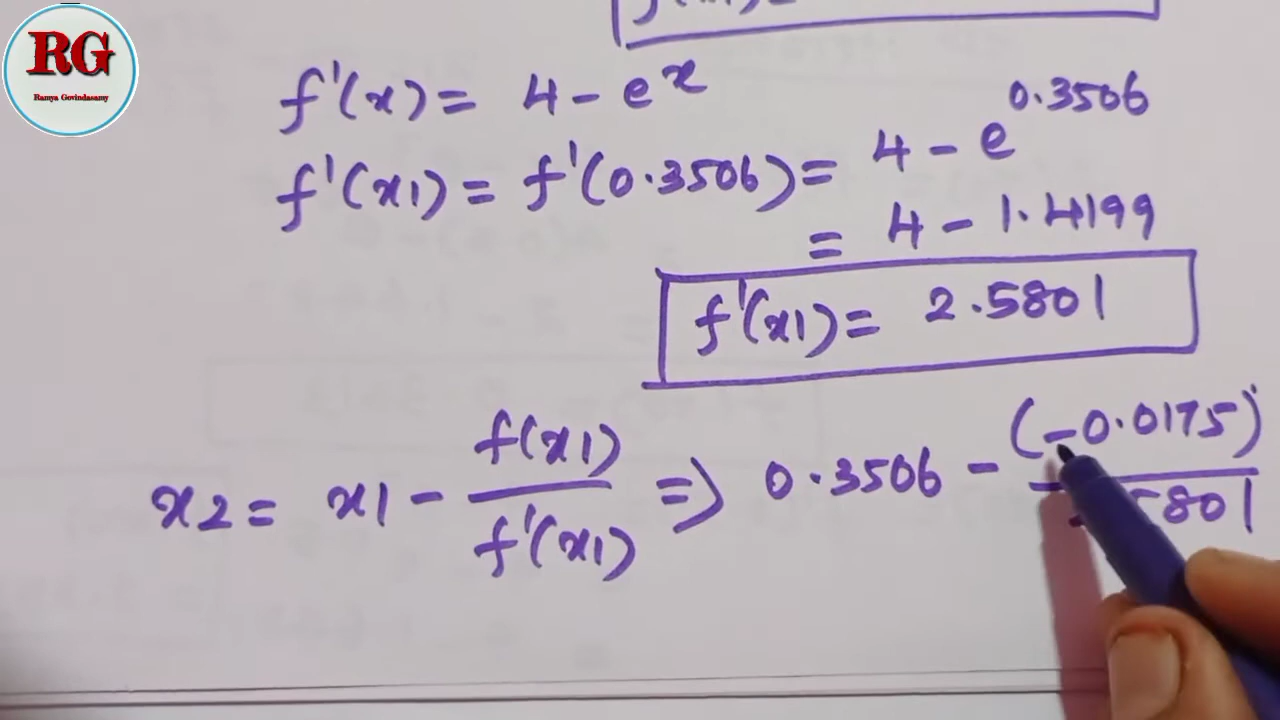 RG
Ramya Govindasamy
f'(x) = 4 - e^x
f'(x1) = f'(0.3506) = 4 - e^0.3506
= 4 - 1.4199
f'(x1) = 2.5801
x2 = x1 - f(x1)/f'(x1) => 0.3506 - (-0.0175)/5801